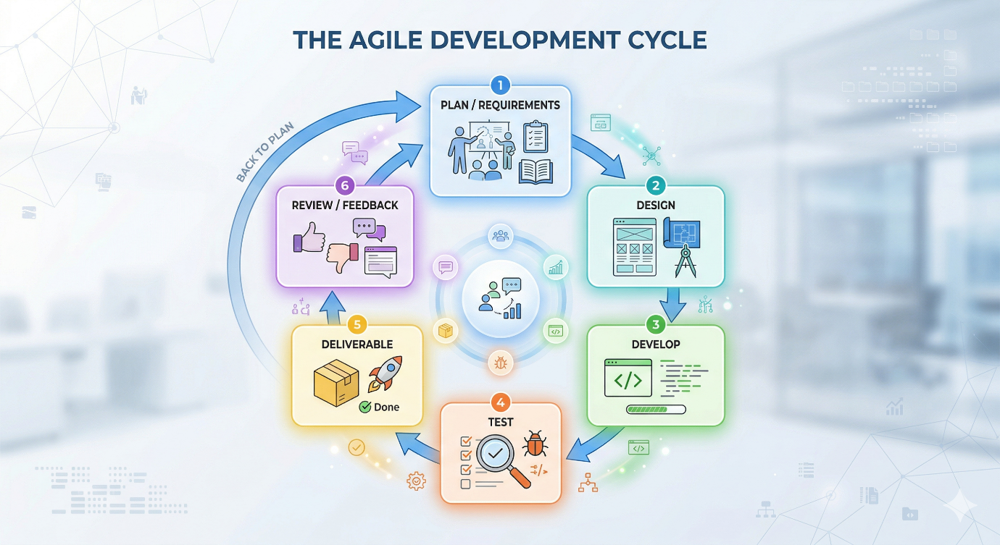 THE AGILE DEVELOPMENT CYCLE
1
PLAN / REQUIREMENTS
BACK TO PLAN
6
REVIEW / FEEDBACK
2
DESIGN
5
DELIVERABLE
Done
3
DEVELOP
</>
4
TEST